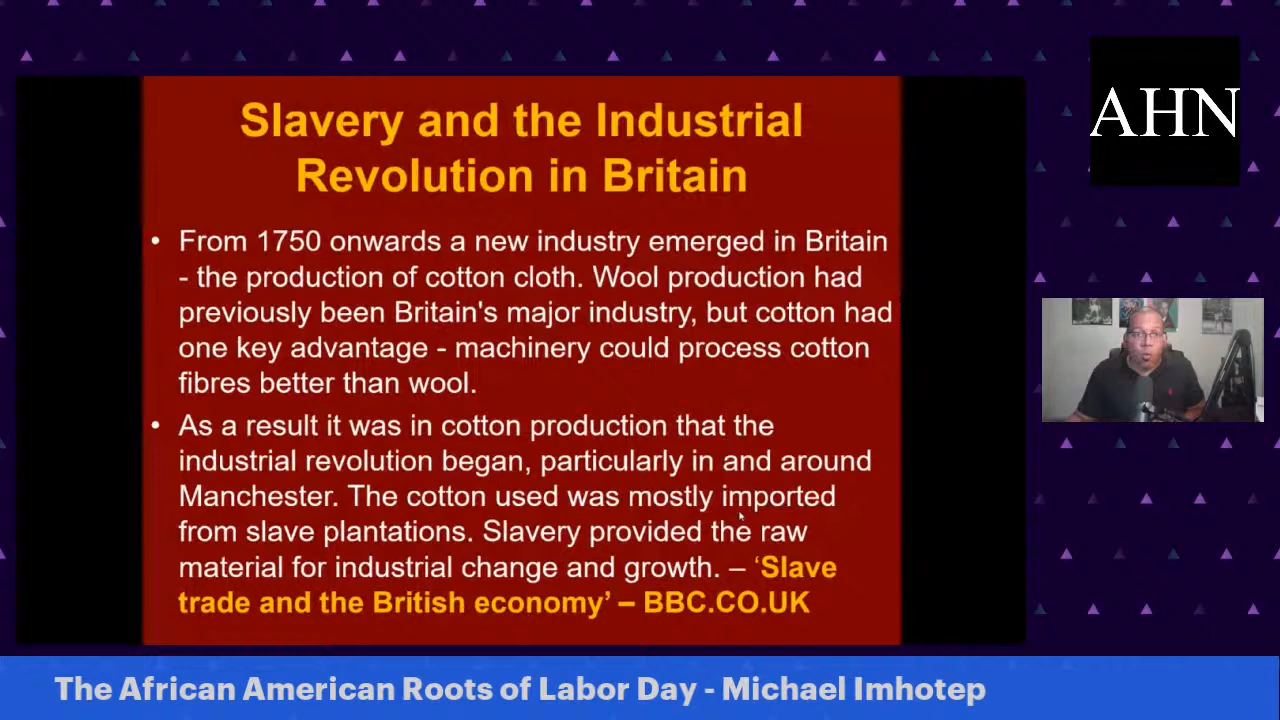 AHN
Slavery and the Industrial
Revolution in Britain
• From 1750 onwards a new industry emerged in Britain
- the production of cotton cloth. Wool production had
previously been Britain's major industry, but cotton had
one key advantage - machinery could process cotton
fibres better than wool.
• As a result it was in cotton production that the
industrial revolution began, particularly in and around
Manchester. The cotton used was mostly imported
from slave plantations. Slavery provided the raw
material for industrial change and growth. – ‘Slave
trade and the British economy’ – BBC.CO.UK
The African American Roots of Labor Day - Michael Imhotep